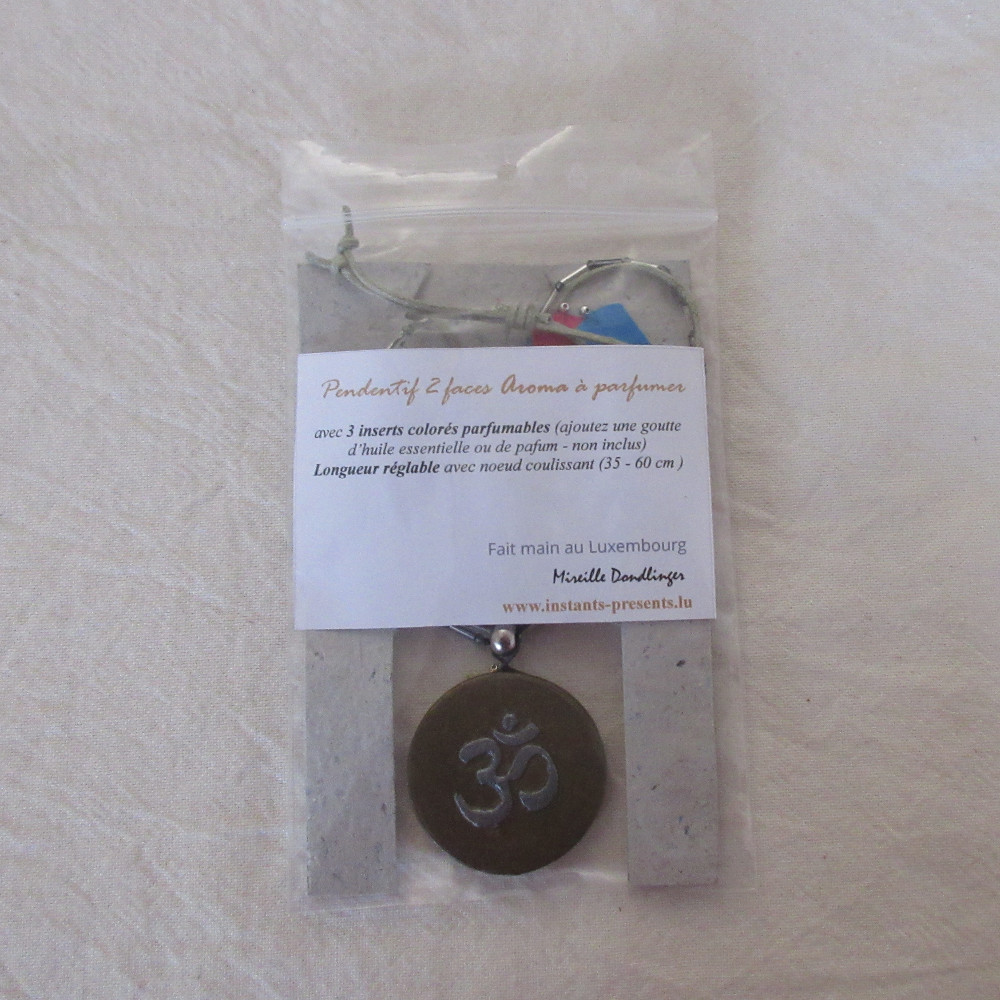 Pendentif 2 faces Aroma à parfumer
avec 3 inserts colorés parfumables (ajoutez une goutte
d'huile essentielle ou de pafum - non inclus)
Longueur réglable avec noeud coulissant (35 - 60 cm )
Fait main au Luxembourg
Mireille Dondlinger
www.instants-presents.lu
ॐ